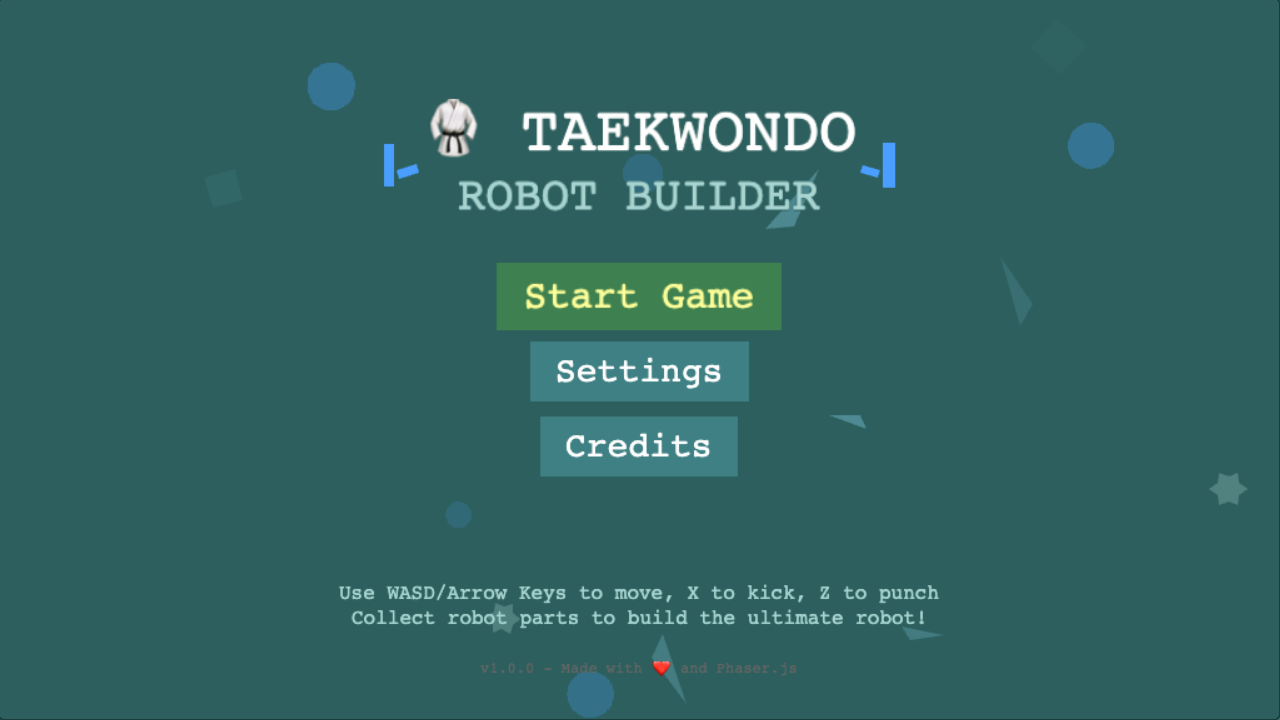 TAEKWONDO
ROBOT BUILDER
Start Game
Settings
Credits
Use WASD/Arrow Keys to move, X to kick, Z to punch
Collect robot parts to build the ultimate robot!
v1.0.0 - Made with ❤️ and Phaser.js